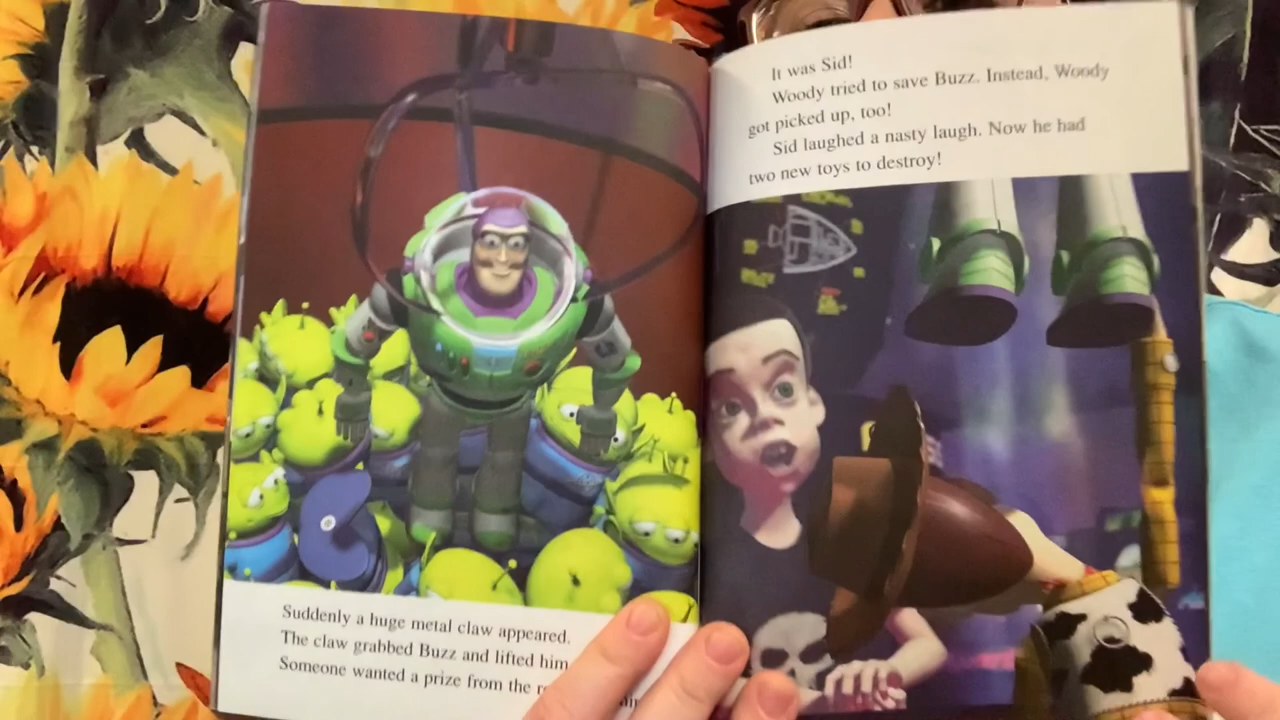 Suddenly a huge metal claw appeared.
The claw grabbed Buzz and lifted him
Someone wanted a prize from the
It was Sid!
Woody tried to save Buzz. Instead, Woody
got picked up, too!
Sid laughed a nasty laugh. Now he had
two new toys to destroy!